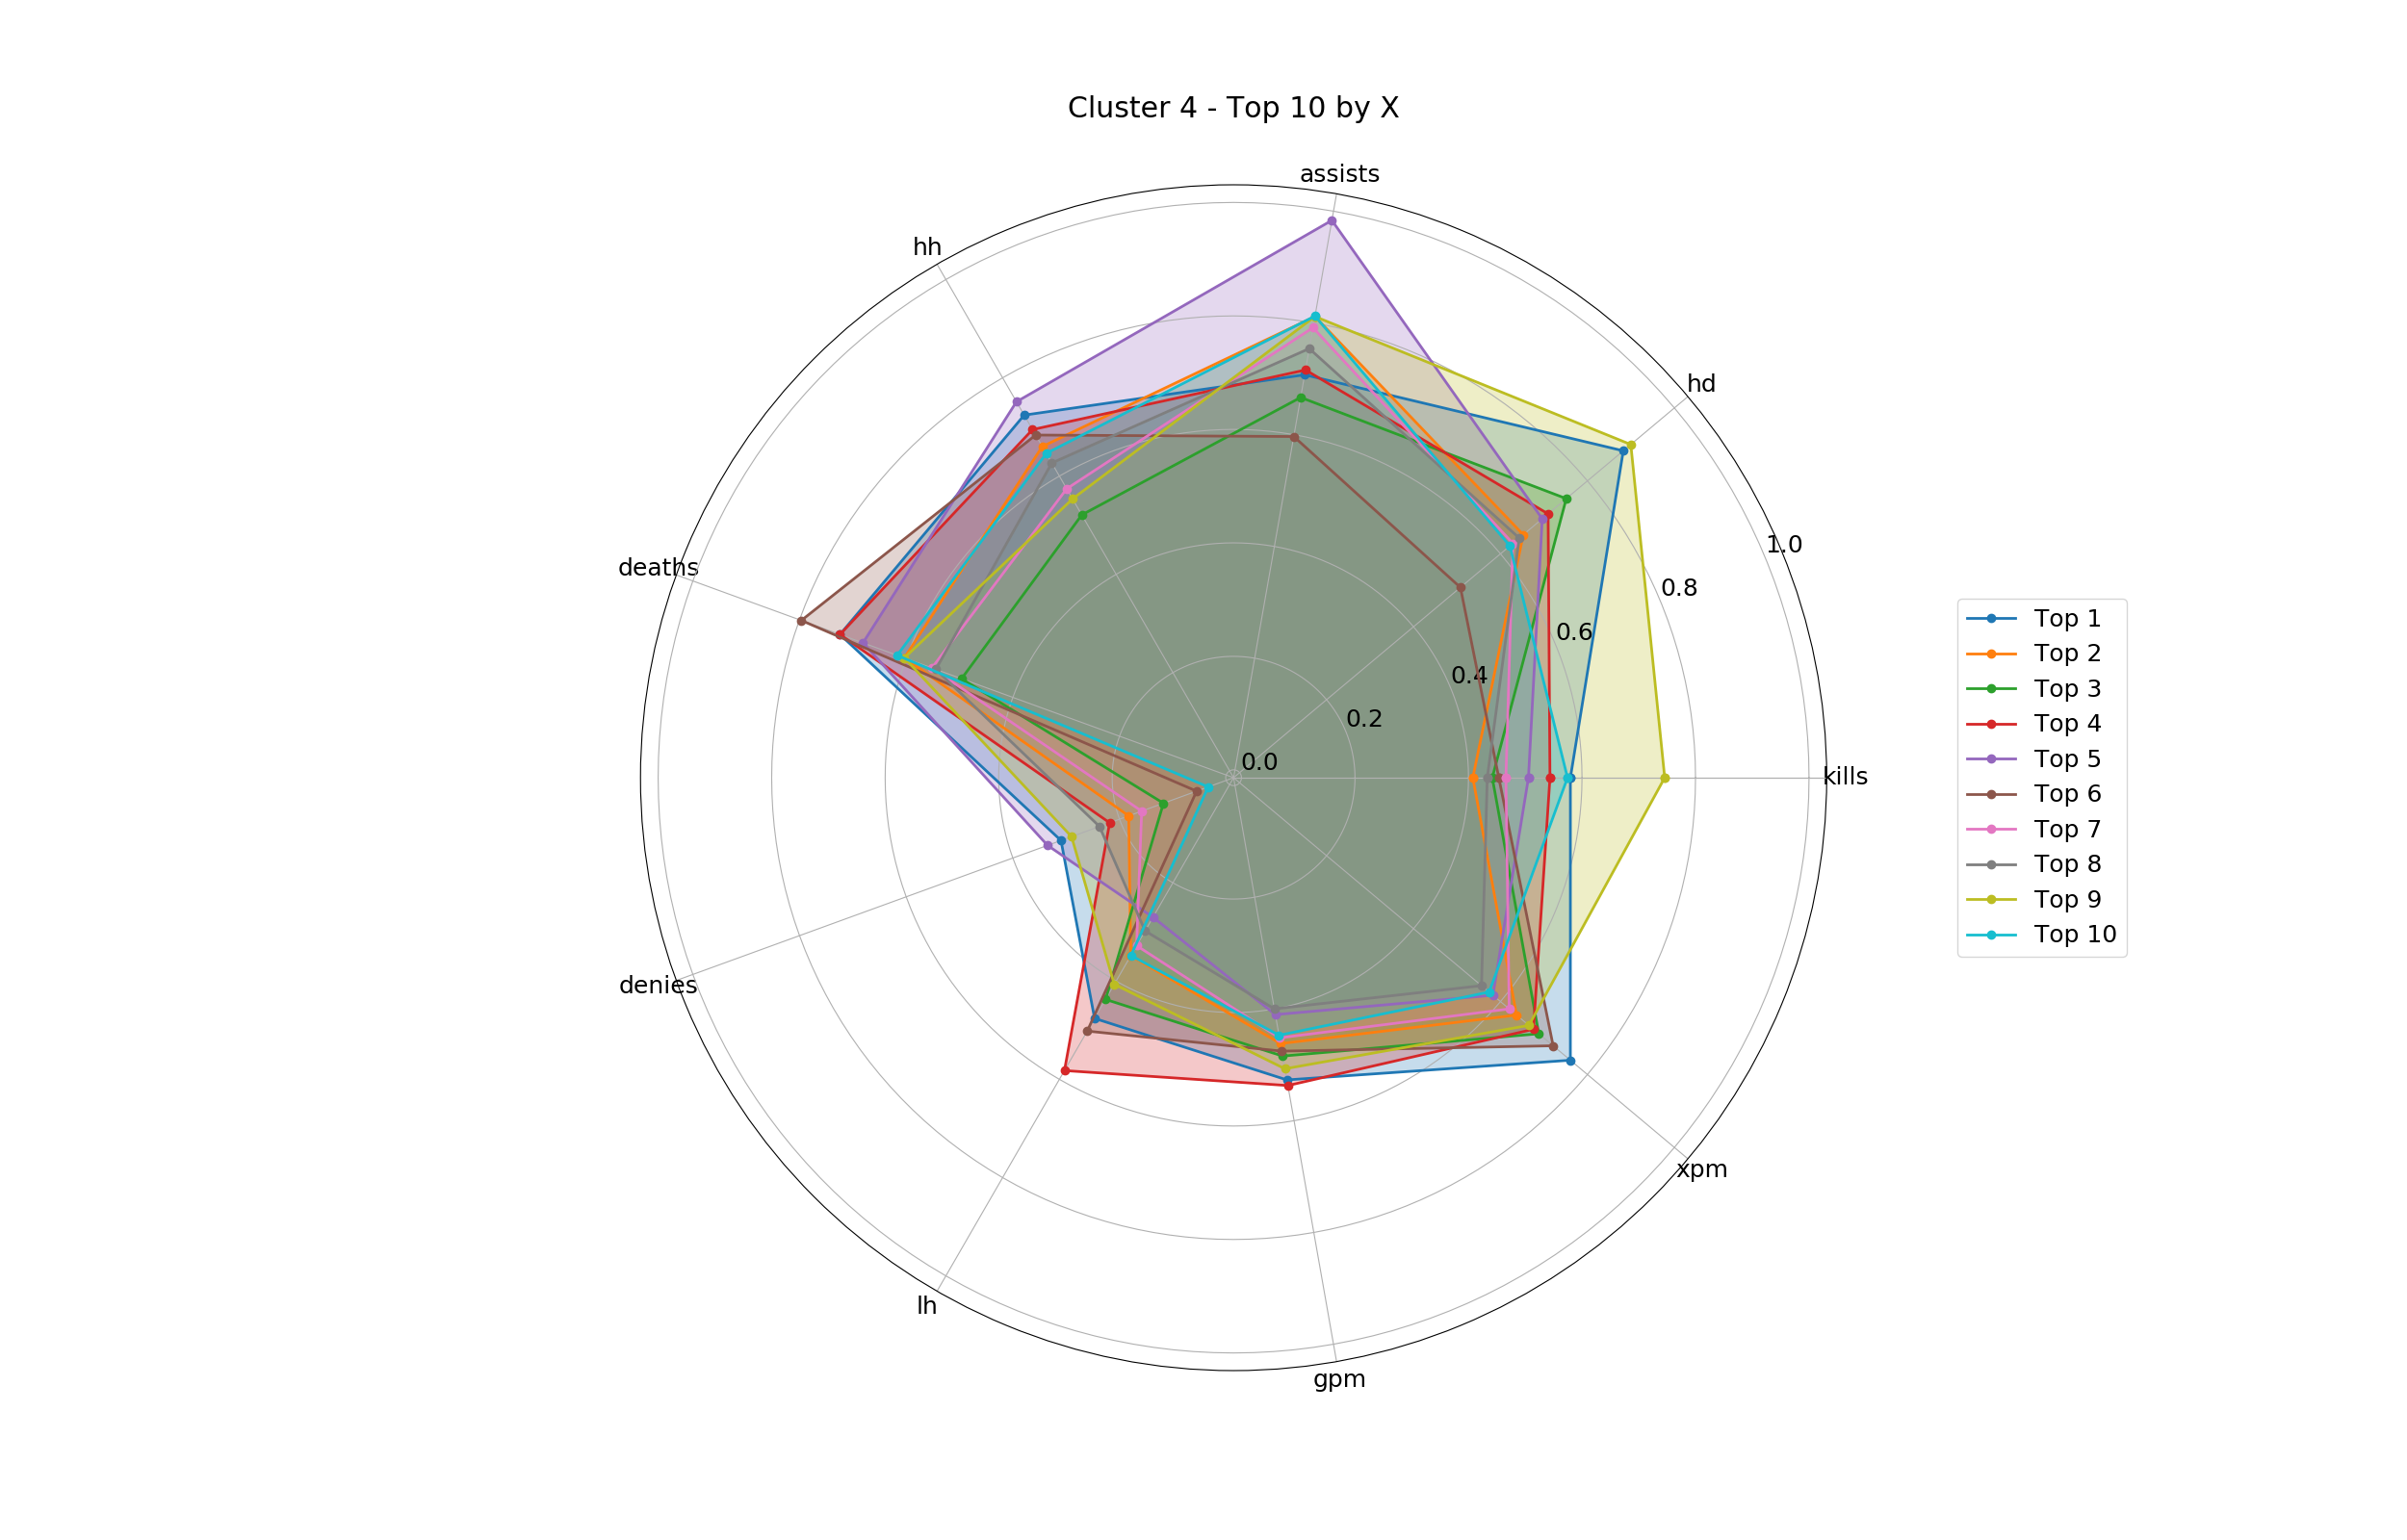 Cluster 4 - Top 10 by X
assists
hh
hd
deaths
1.0
0.8
0.6
0.4
0.2
0.0
kills
denies
xpm
lh
gpm
Top 1
Top 2
Top 3
Top 4
Top 5
Top 6
Top 7
Top 8
Top 9
Top 10